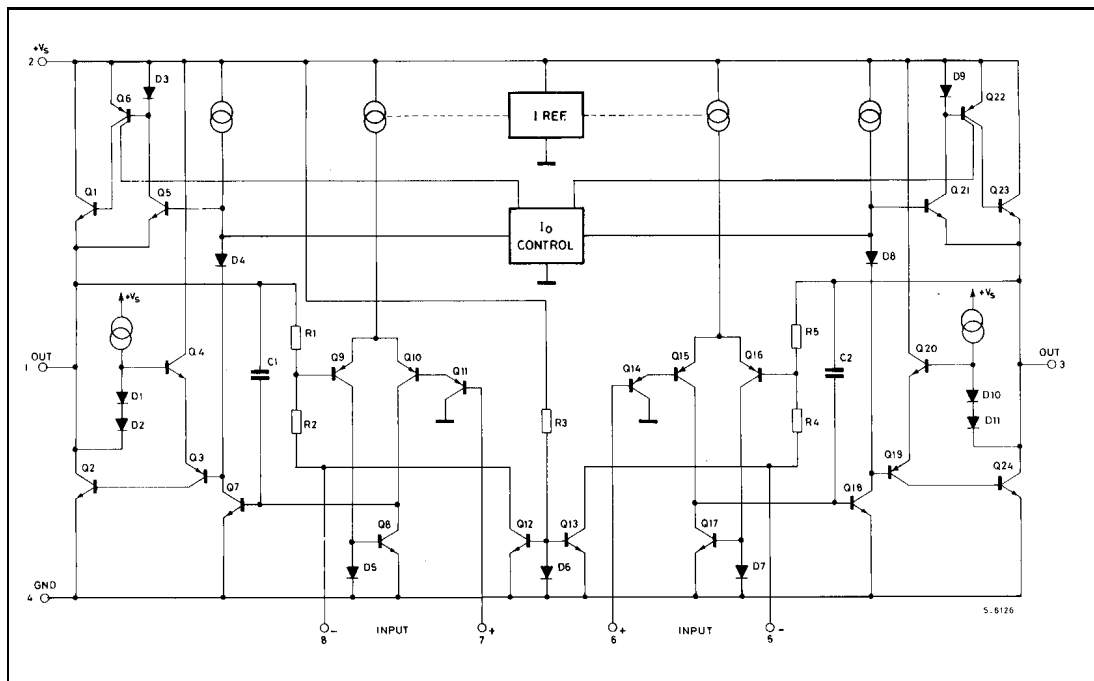 +Vs
2
D3
D9
Q6
Q22
I REF.
Q1
Q5
Q21
Q23
Io
CONTROL
D4
D8
+Vs
+Vs
R1
R5
Q4
C1
C2
Q20
OUT
1
Q9
Q10
Q11
Q14
Q15
Q16
OUT
3
D1
D2
R2
R3
R4
D10
D11
Q2
Q3
Q7
Q19
Q18
Q24
Q8
Q12
Q13
Q17
D5
D6
D7
GND
4
S-6126
8 -
INPUT
7 +
6 +
INPUT
5 -